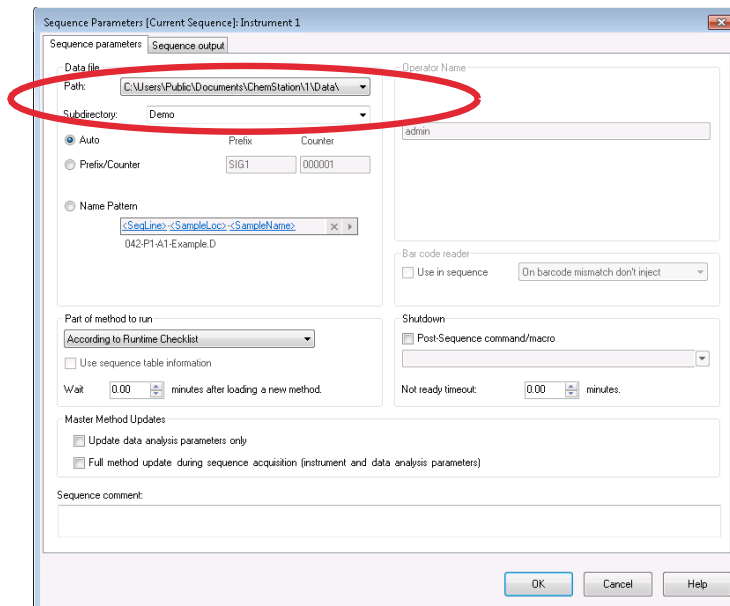 Sequence Parameters [Current Sequence]: Instrument 1
Sequence parameters Sequence output
Data file
Path: C:\Users\Public\Documents\ChemStation\1\Data\
Subdirectory: Demo
Auto Prefix Counter
Prefix/Counter SIG1 000001
Name Pattern
<SeqLine>-<SampleLoc>-<SampleName>
042-P1-A1-Example.D
Operator Name
admin
Bar code reader
Use in sequence On barcode mismatch don't inject
Part of method to run
According to Runtime Checklist
Use sequence table information
Wait 0.00 minutes after loading a new method.
Shutdown
Post-Sequence command/macro
Not ready timeout: 0.00 minutes.
Master Method Updates
Update data analysis parameters only
Full method update during sequence acquisition (instrument and data analysis parameters)
Sequence comment:
OK Cancel Help